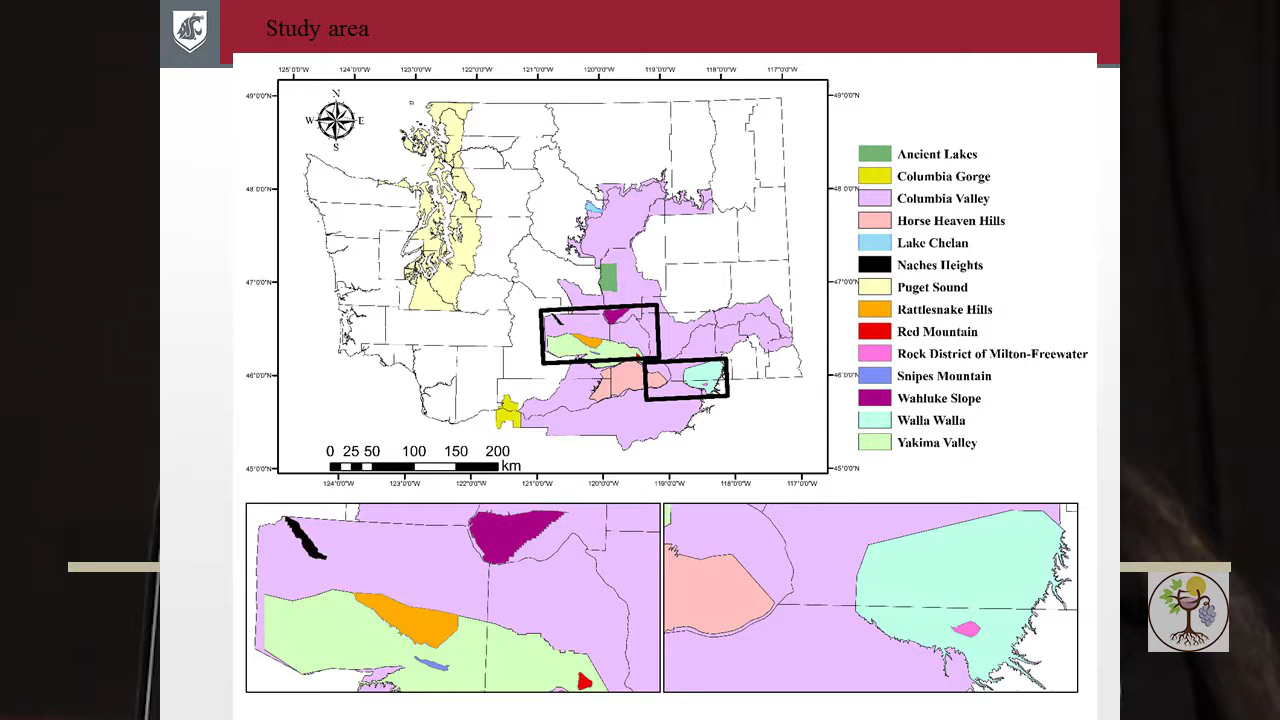 Study area
125°0'0"W 124°0'0"W 123°0'0"W 122°0'0"W 121°0'0"W 120°0'0"W 119°0'0"W 118°0'0"W 117°0'0"W
49°0'0"N 49°0'0"N
N
W E
S
48°0'0"N 48°0'0"N
47°0'0"N 47°0'0"N
46°0'0"N 46°0'0"N
0 25 50 100 150 200
km
45°0'0"N 45°0'0"N
124°0'0"W 123°0'0"W 122°0'0"W 121°0'0"W 120°0'0"W 119°0'0"W 118°0'0"W 117°0'0"W
Ancient Lakes
Columbia Gorge
Columbia Valley
Horse Heaven Hills
Lake Chelan
Naches Heights
Puget Sound
Rattlesnake Hills
Red Mountain
Rock District of Milton-Freewater
Snipes Mountain
Wahluke Slope
Walla Walla
Yakima Valley